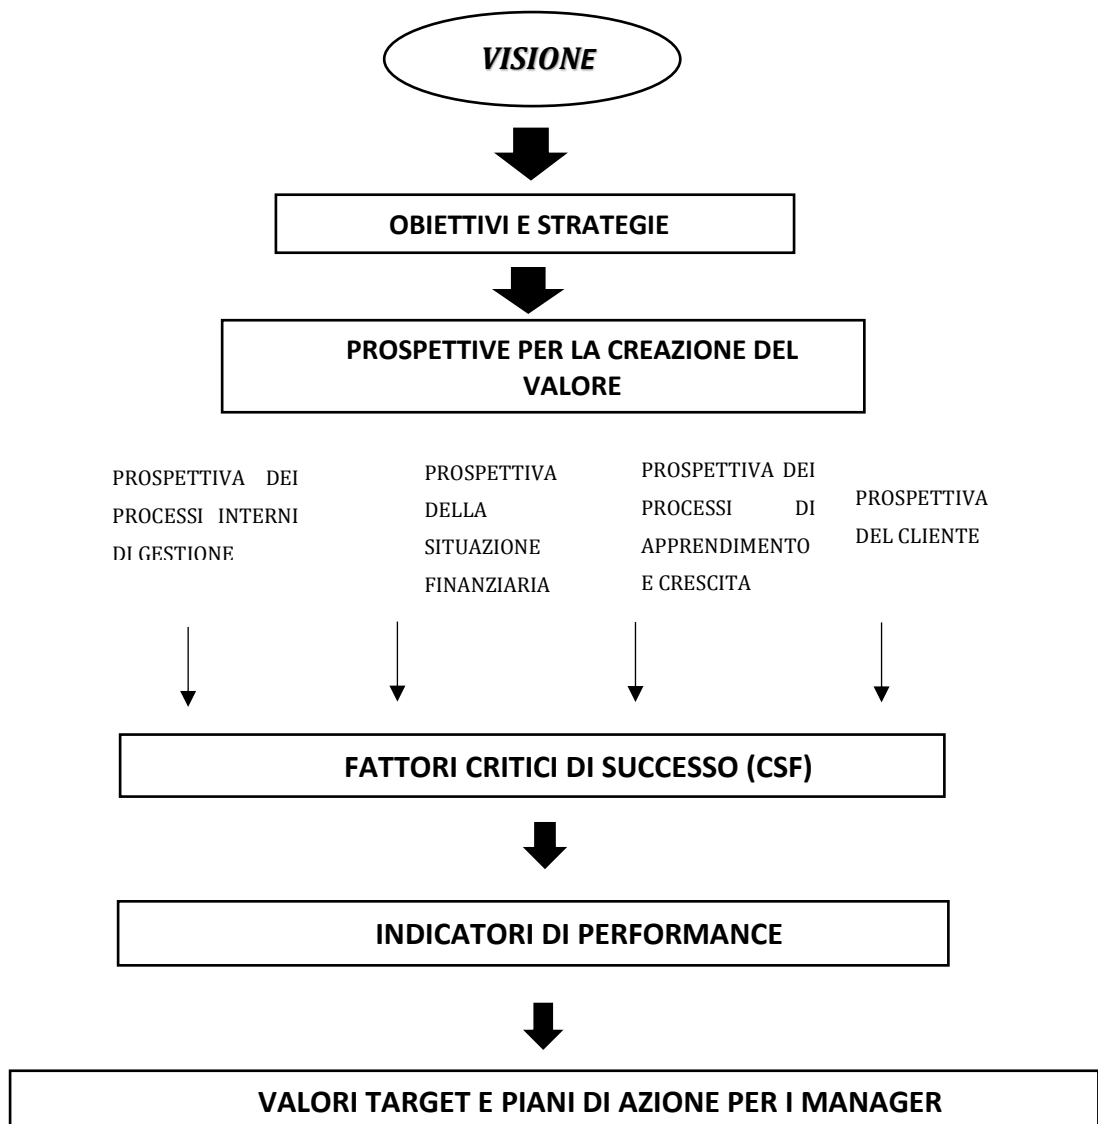 VISIONE
OBIETTIVI E STRATEGIE
PROSPETTIVE PER LA CREAZIONE DEL
VALORE
PROSPETTIVA DEI
PROCESSI INTERNI
DI GESTIONE
PROSPETTIVA
DELLA
SITUAZIONE
FINANZIARIA
PROSPETTIVA DEI
PROCESSI DI
APPRENDIMENTO
E CRESCITA
PROSPETTIVA
DEL CLIENTE
FATTORI CRITICI DI SUCCESSO (CSF)
INDICATORI DI PERFORMANCE
VALORI TARGET E PIANI DI AZIONE PER I MANAGER